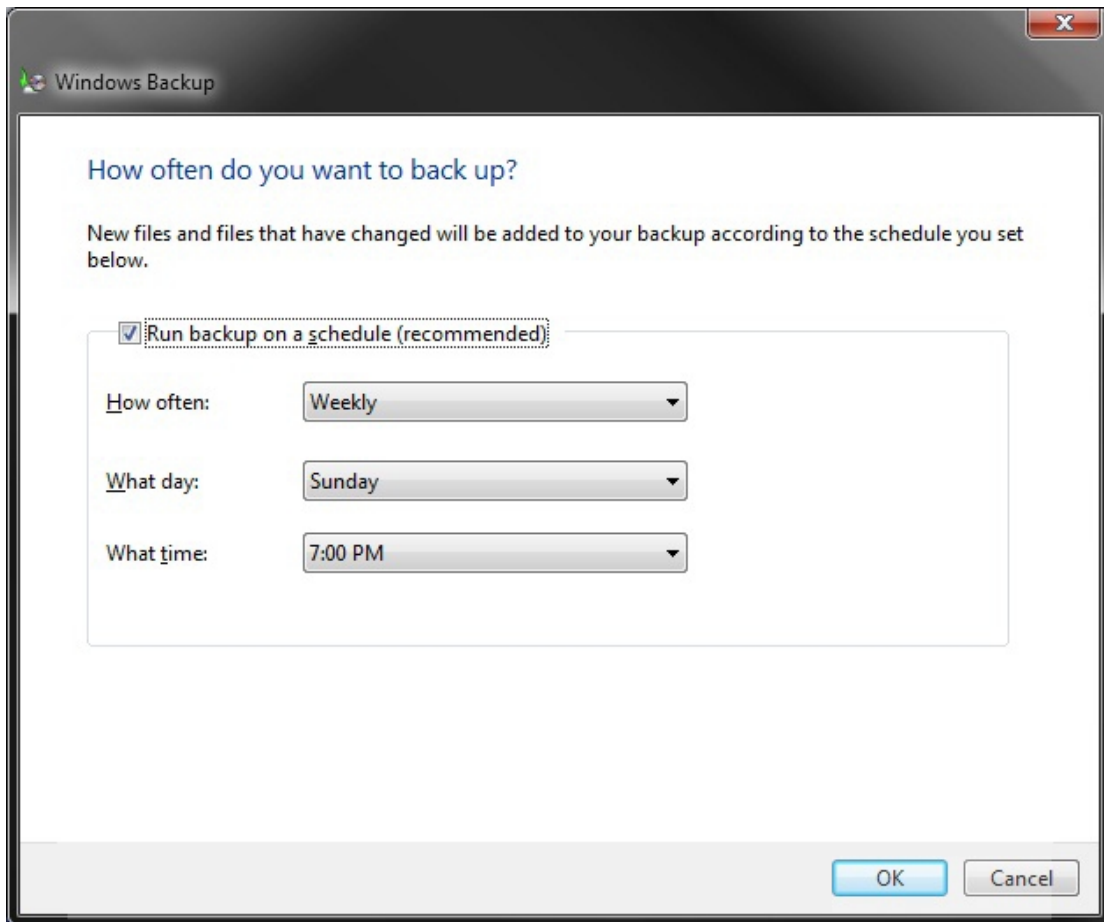 Windows Backup
How often do you want to back up?
New files and files that have changed will be added to your backup according to the schedule you set
below.
Run backup on a schedule (recommended)
How often: Weekly
What day: Sunday
What time: 7:00 PM
OK Cancel